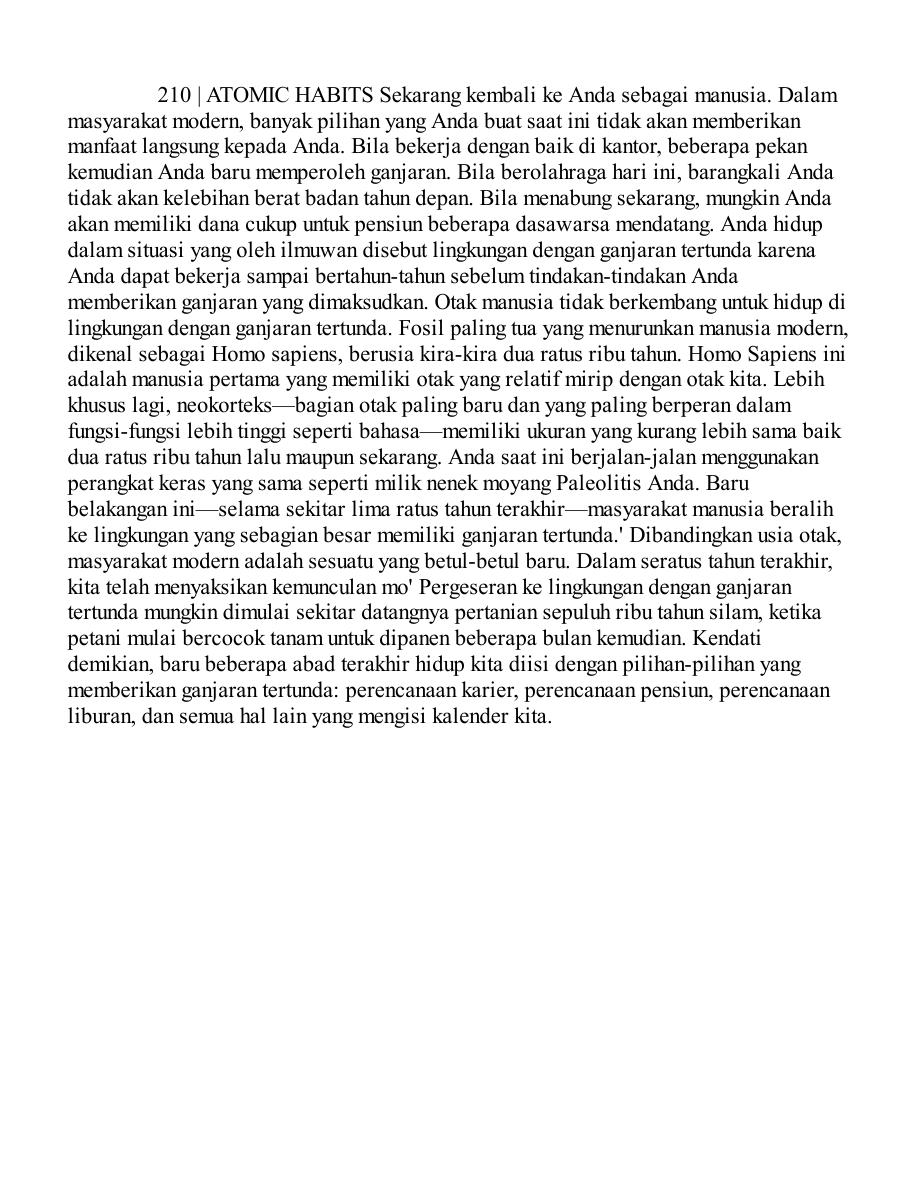 210 | ATOMIC HABITS Sekarang kembali ke Anda sebagai manusia. Dalam
masyarakat modern, banyak pilihan yang Anda buat saat ini tidak akan memberikan
manfaat langsung kepada Anda. Bila bekerja dengan baik di kantor, beberapa pekan
kemudian Anda baru memperoleh ganjaran. Bila berolahraga hari ini, barangkali Anda
tidak akan kelebihan berat badan tahun depan. Bila menabung sekarang, mungkin Anda
akan memiliki dana cukup untuk pensiun beberapa dasawarsa mendatang. Anda hidup
dalam situasi yang oleh ilmuwan disebut lingkungan dengan ganjaran tertunda karena
Anda dapat bekerja sampai bertahun-tahun sebelum tindakan-tindakan Anda
memberikan ganjaran yang dimaksudkan. Otak manusia tidak berkembang untuk hidup di
lingkungan dengan ganjaran tertunda. Fosil paling tua yang menurunkan manusia modern,
dikenal sebagai Homo sapiens, berusia kira-kira dua ratus ribu tahun. Homo Sapiens ini
adalah manusia pertama yang memiliki otak yang relatif mirip dengan otak kita. Lebih
khusus lagi, neokorteks—bagian otak paling baru dan yang paling berperan dalam
fungsi-fungsi lebih tinggi seperti bahasa—memiliki ukuran yang kurang lebih sama baik
dua ratus ribu tahun lalu maupun sekarang. Anda saat ini berjalan-jalan menggunakan
perangkat keras yang sama seperti milik nenek moyang Paleolitis Anda. Baru
belakangan ini—selama sekitar lima ratus tahun terakhir—masyarakat manusia beralih
ke lingkungan yang sebagian besar memiliki ganjaran tertunda.' Dibandingkan usia otak,
masyarakat modern adalah sesuatu yang betul-betul baru. Dalam seratus tahun terakhir,
kita telah menyaksikan kemunculan mo' Pergeseran ke lingkungan dengan ganjaran
tertunda mungkin dimulai sekitar datangnya pertanian sepuluh ribu tahun silam, ketika
petani mulai bercocok tanam untuk dipanen beberapa bulan kemudian. Kendati
demikian, baru beberapa abad terakhir hidup kita diisi dengan pilihan-pilihan yang
memberikan ganjaran tertunda: perencanaan karier, perencanaan pensiun, perencanaan
liburan, dan semua hal lain yang mengisi kalender kita.